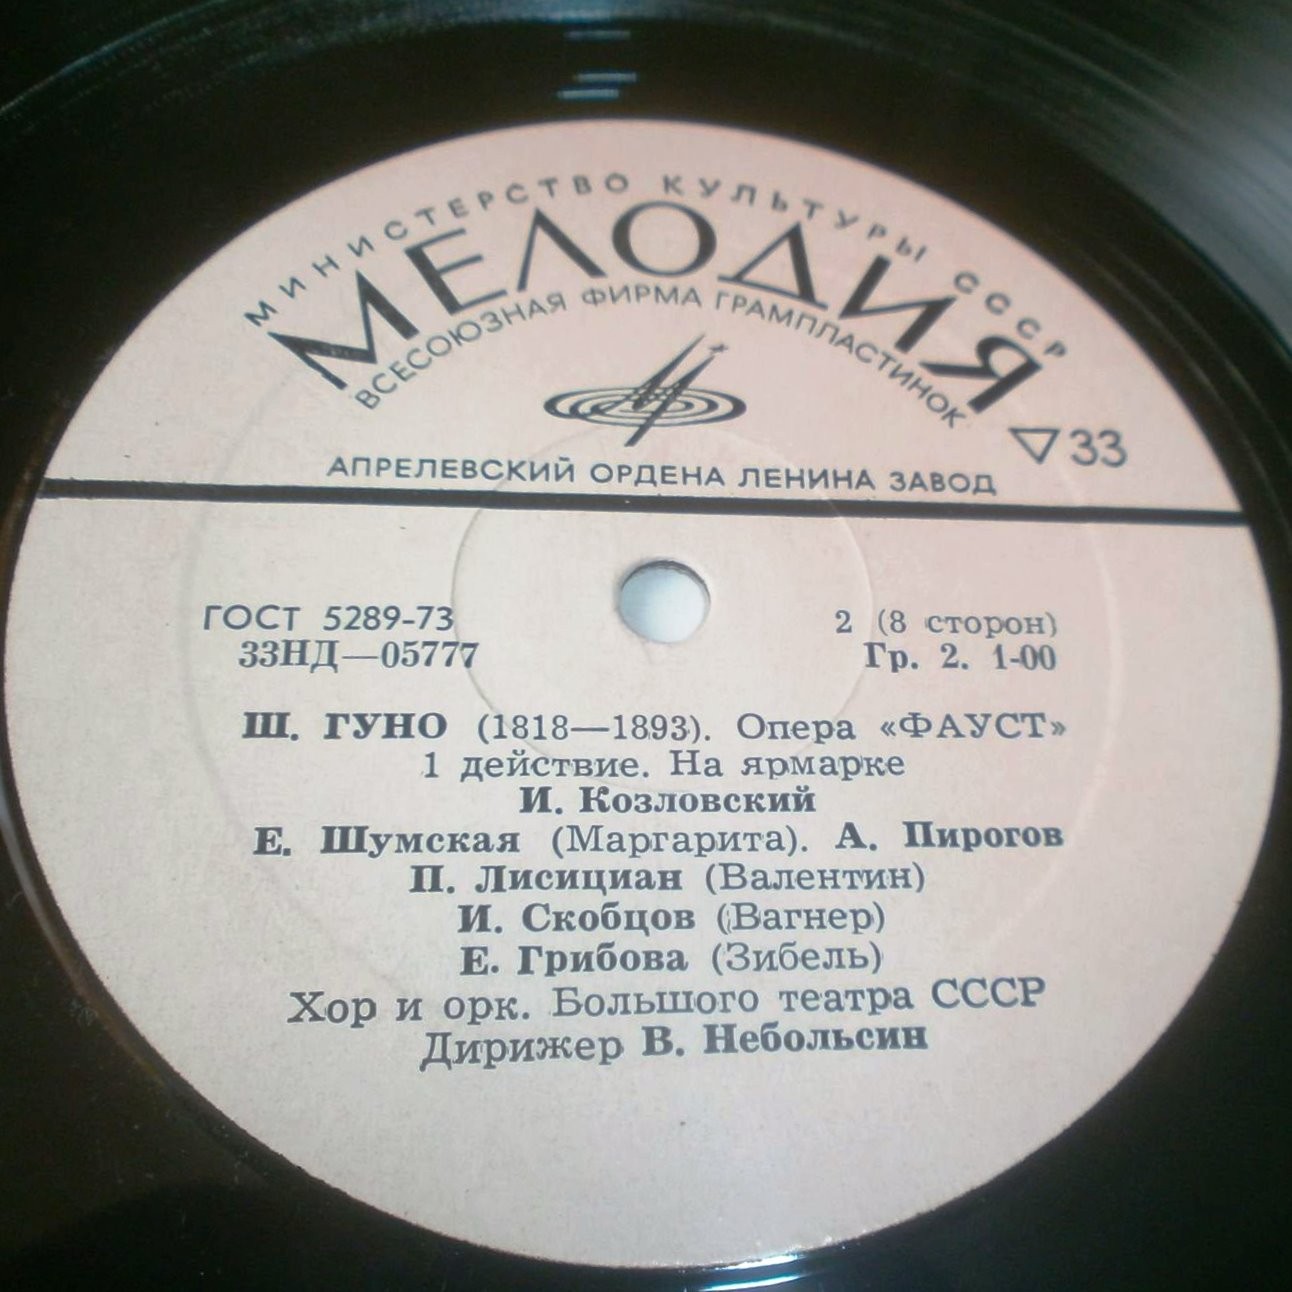 МИНИСТЕРСТВО КУЛЬТУРЫ СССР
МЕЛОДИЯ
ВСЕСОЮЗНАЯ ФИРМА ГРАМПЛАСТИНОК
33
АПРЕЛЕВСКИЙ ОРДЕНА ЛЕНИНА ЗАВОД
ГОСТ 5289-73 2 (8 сторон)
33НД—05777 Гр. 2. 1-00
Ш. ГУНО (1818—1893). Опера «ФАУСТ»
1 действие. На ярмарке
И. Козловский
Е. Шумская (Маргарита). А. Пирогов
П. Лисициан (Валентин)
И. Скобцов (Вагнер)
Е. Грибова (Зибель)
Хор и орк. Большого театра СССР
Дирижер В. Небольсин